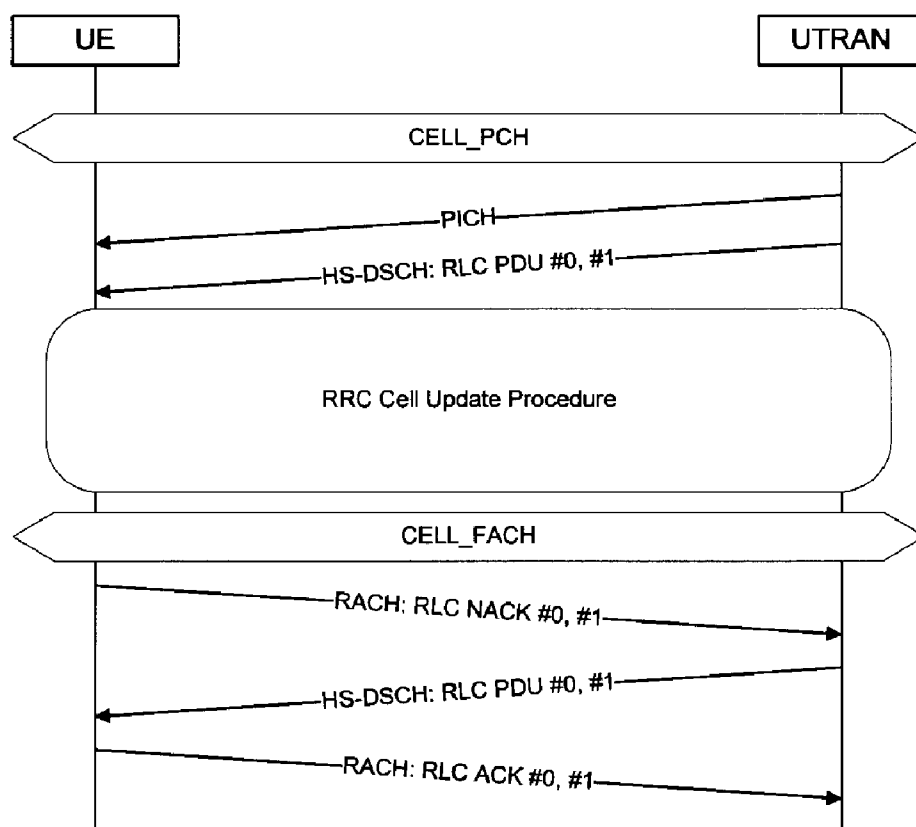 UE
UTRAN
CELL_PCH
PICH
HS-DSCH: RLC PDU #0, #1
RRC Cell Update Procedure
CELL_FACH
RACH: RLC NACK #0, #1
HS-DSCH: RLC PDU #0, #1
RACH: RLC ACK #0, #1